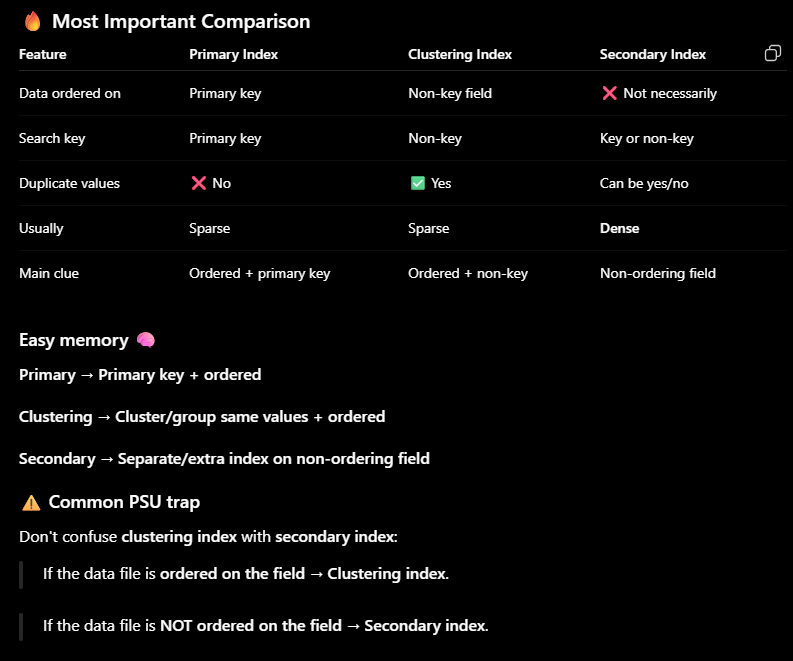 🔥 Most Important Comparison
Feature Primary Index Clustering Index Secondary Index
Data ordered on Primary key Non-key field ❌ Not necessarily
Search key Primary key Non-key Key or non-key
Duplicate values ❌ No ✅ Yes Can be yes/no
Usually Sparse Sparse Dense
Main clue Ordered + primary key Ordered + non-key Non-ordering field
Easy memory 🧠
Primary → Primary key + ordered
Clustering → Cluster/group same values + ordered
Secondary → Separate/extra index on non-ordering field
⚠️ Common PSU trap
Don't confuse clustering index with secondary index:
If the data file is ordered on the field → Clustering index.
If the data file is NOT ordered on the field → Secondary index.